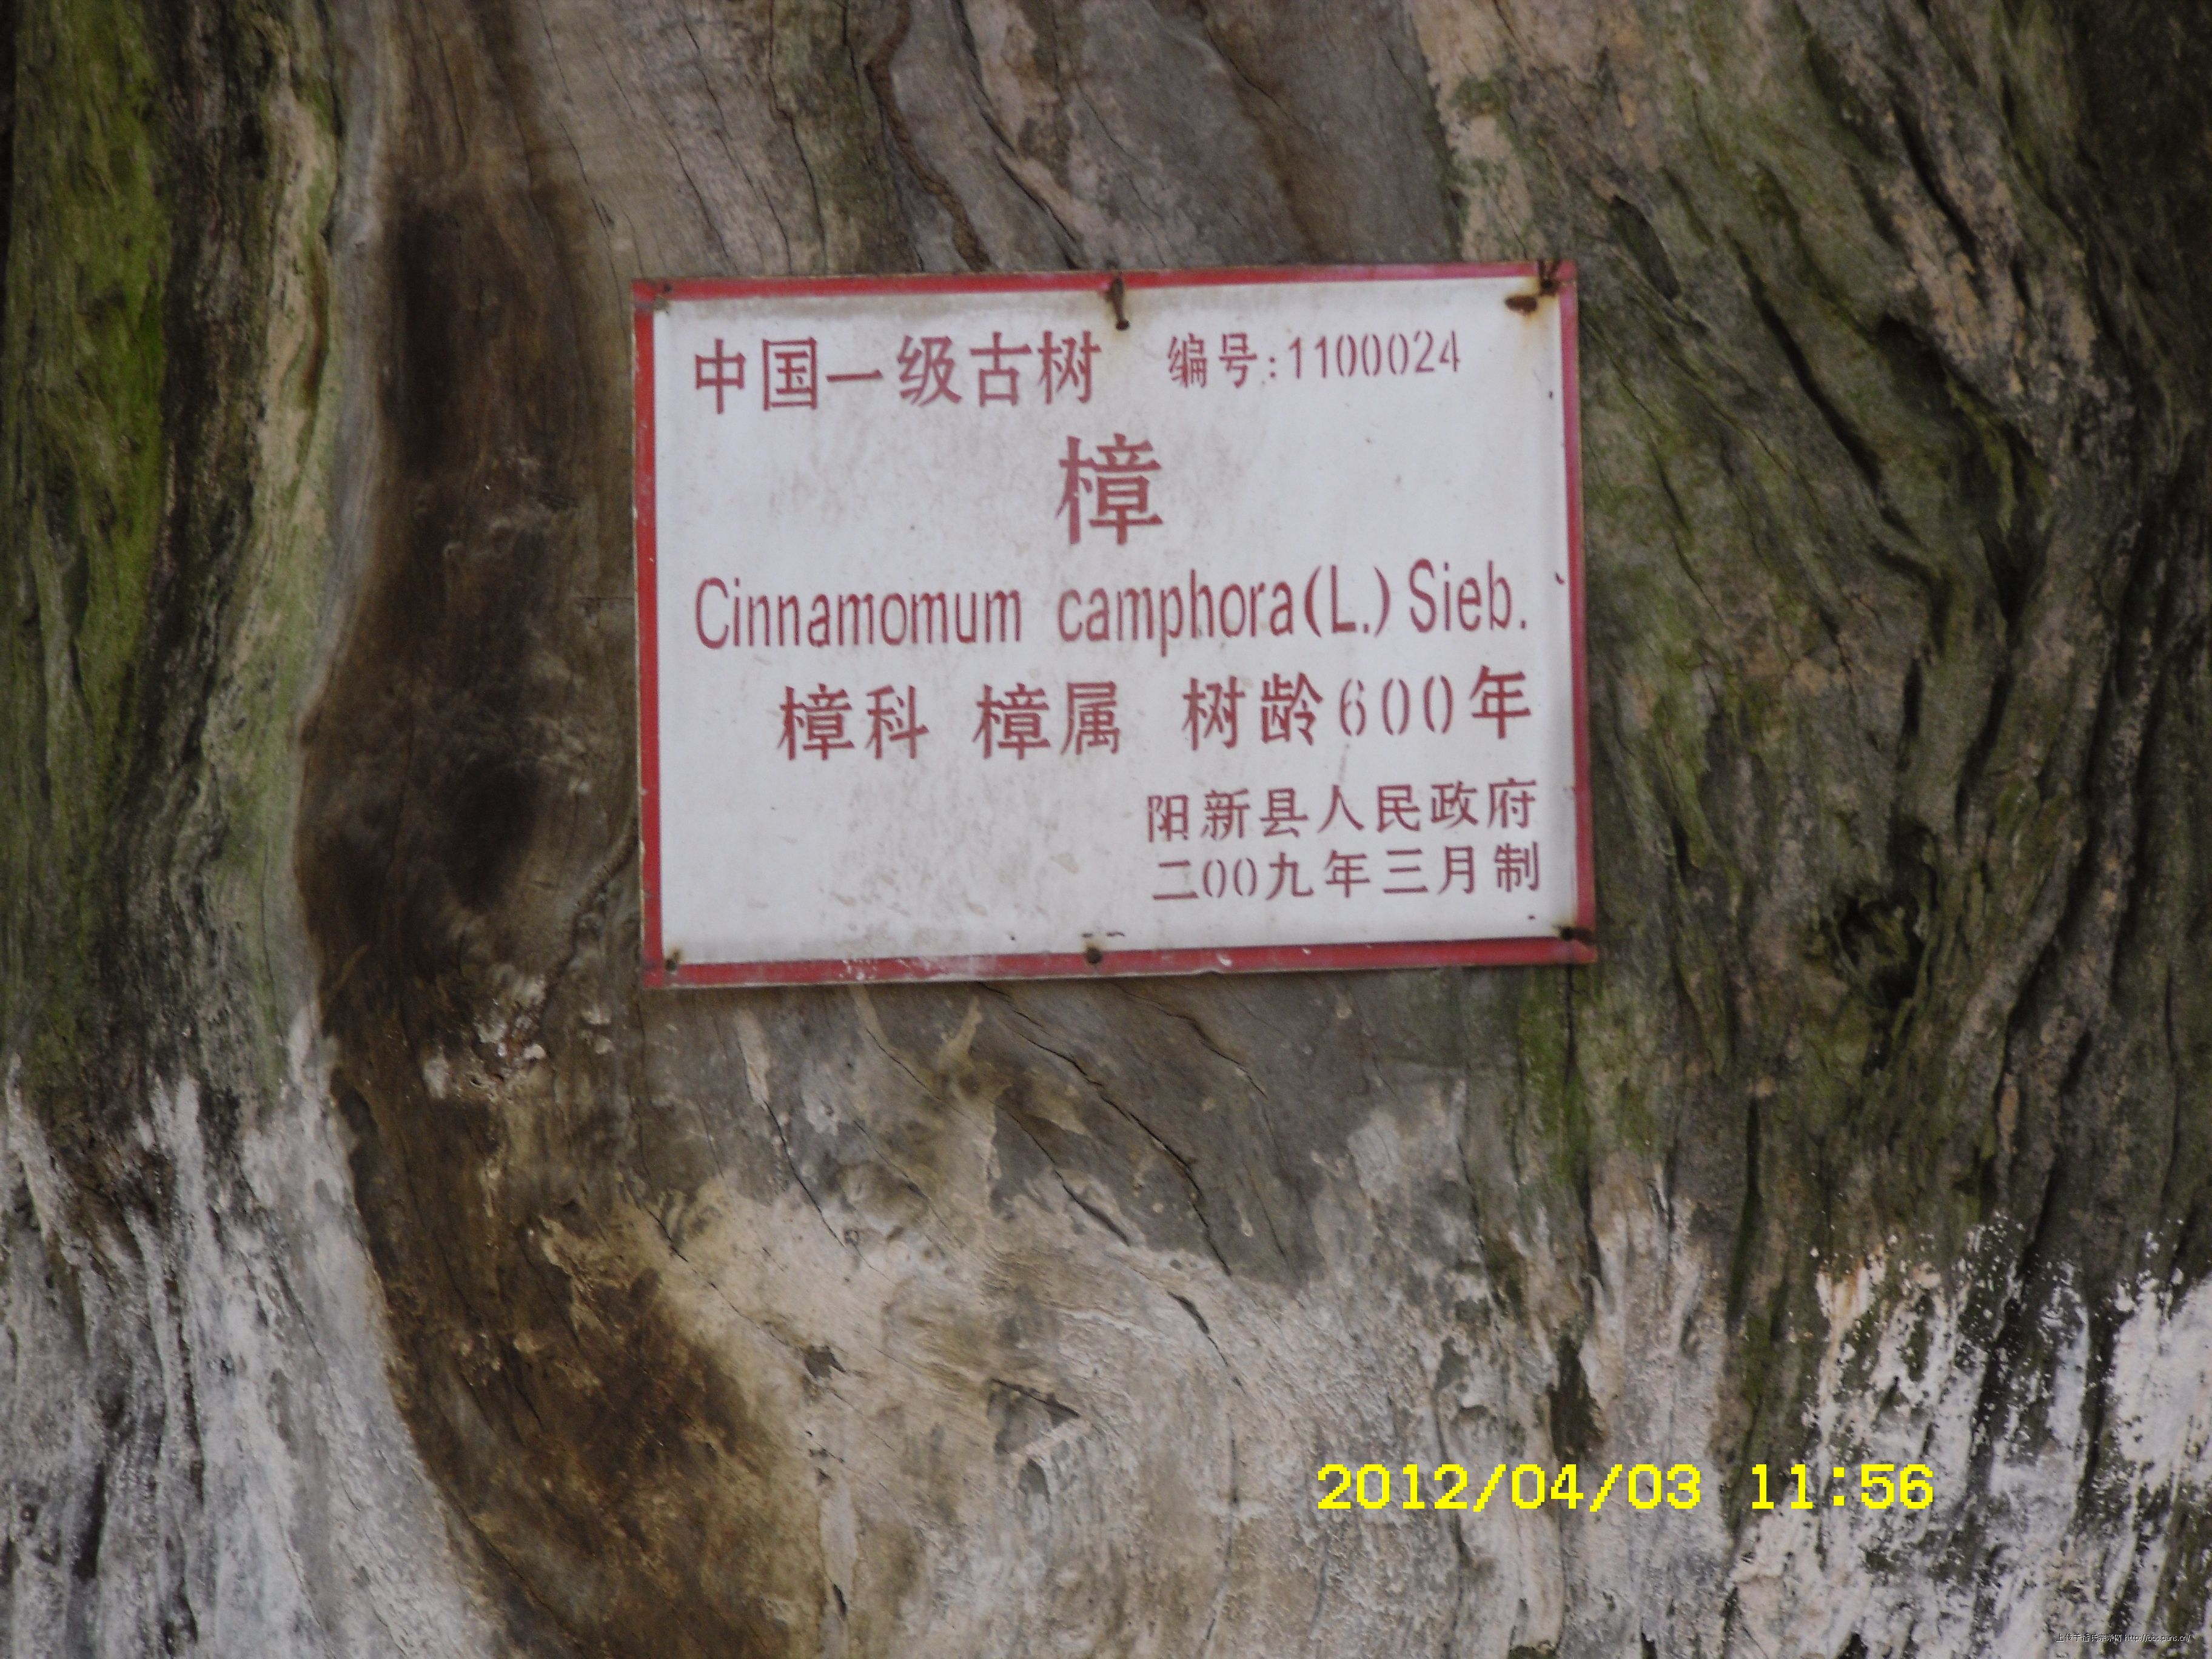 中国一级古树 编号:1100024
樟
Cinnamomum camphora(L.) Sieb.
樟科 樟属 树龄600年
阳新县人民政府
二00九年三月制
2012/04/03 11:56